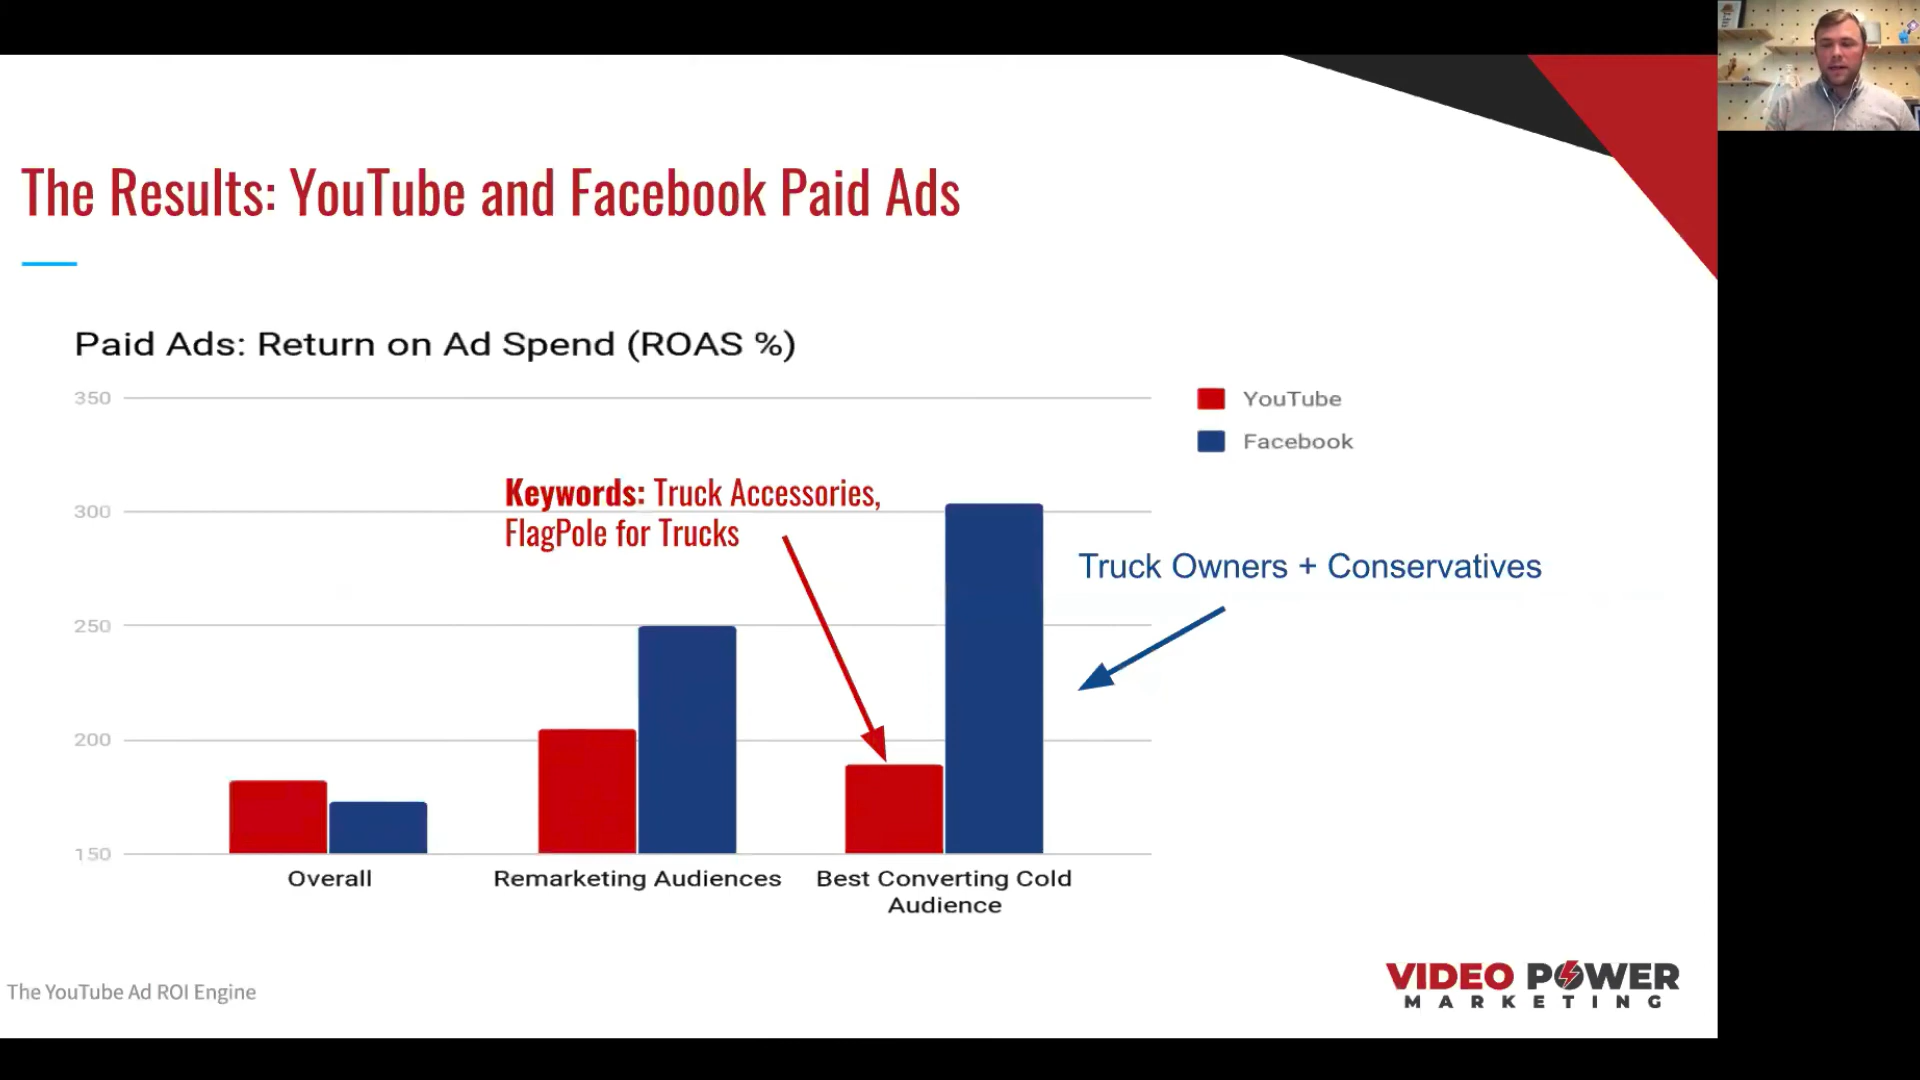 The Results: YouTube and Facebook Paid Ads
Paid Ads: Return on Ad Spend (ROAS %)
350
300
250
200
150
YouTube
Facebook
Keywords: Truck Accessories,
FlagPole for Trucks
Truck Owners + Conservatives
Overall
Remarketing Audiences
Best Converting Cold
Audience
The YouTube Ad ROI Engine
VIDEO POWER
MARKETING